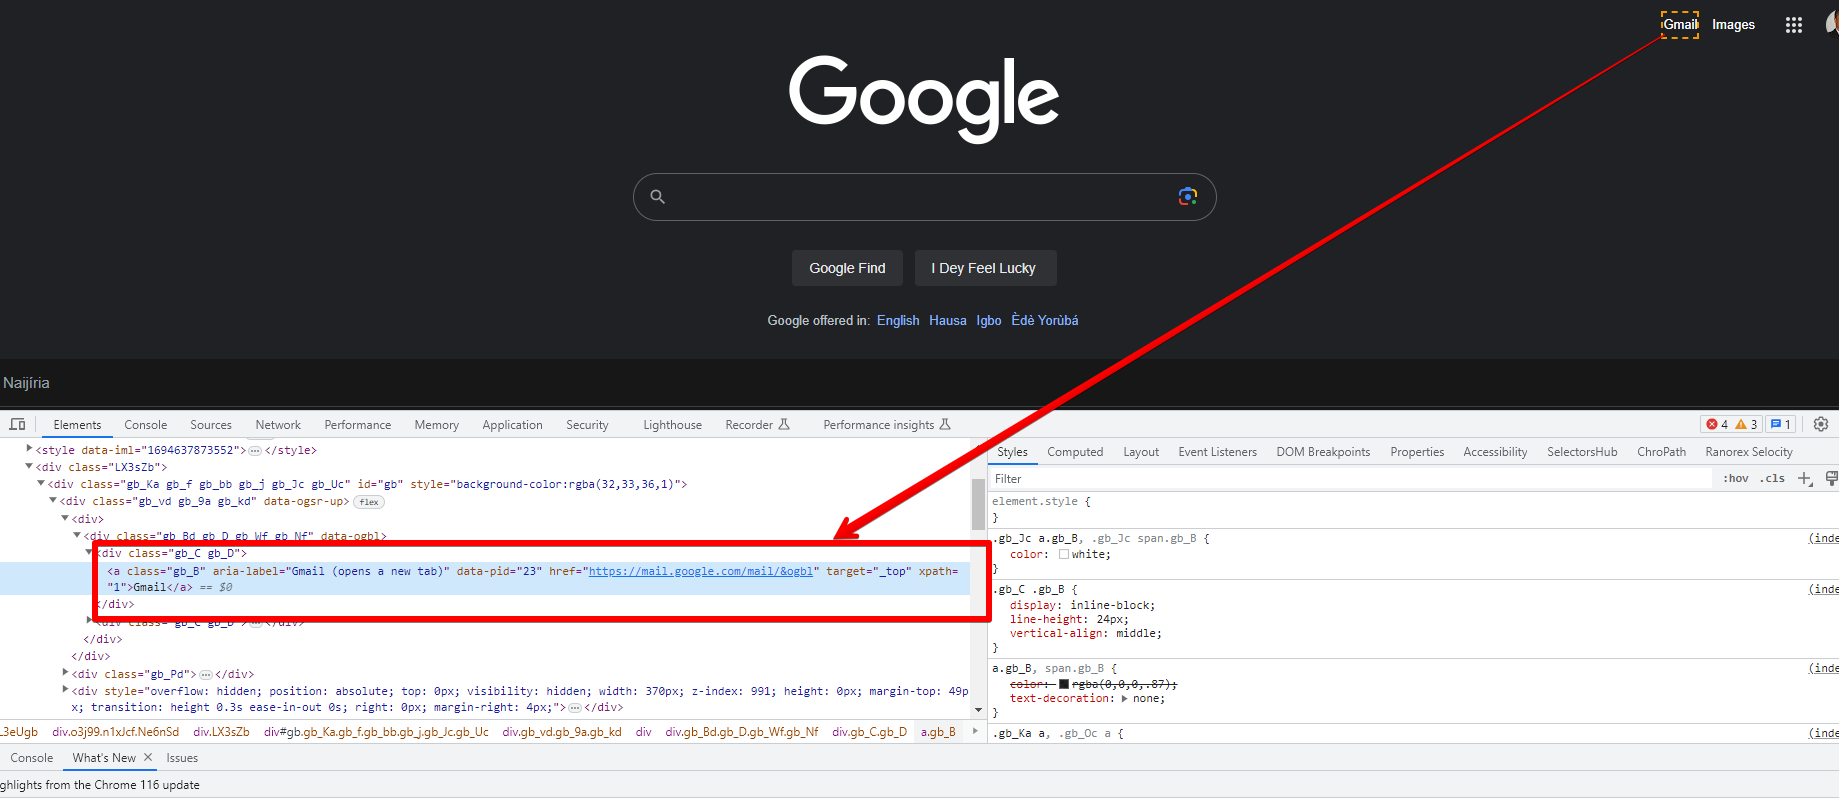 Gmail Images
Google
Google Find I Dey Feel Lucky
Google offered in: English Hausa Igbo Èdè Yorùbá
Naijíria
Elements Console Sources Network Performance Memory Application Security Lighthouse Recorder Performance insights 4 3 1
<style data-iml="1694637873552"></style>
<div class="LX3sZb">
<div class="gb_Ka gb_f gb_bb gb_j gb_Jc gb_Uc" id="gb" style="background-color:rgba(32,33,36,1)">
<div class="gb_vd gb_9a gb_kd" data-ogsr-up> flex
<div>
<div class="gb_Bd gb_D gb_Wf gb_Nf" data-ogbl>
<div class="gb_C gb_D">
<a class="gb_B" aria-label="Gmail (opens a new tab)" data-pid="23" href="https://mail.google.com/mail/&ogbl" target="_top" xpath=
"1">Gmail</a> == $0
</div>
<div class="gb_C gb_D"></div>
</div>
</div>
<div class="gb_Pd"></div>
<div style="overflow: hidden; position: absolute; top: 0px; visibility: hidden; width: 370px; z-index: 991; height: 0px; margin-top: 49p
x; transition: height 0.3s ease-in-out 0s; right: 0px; margin-right: 4px;"></div>
L3eUgb div.o3j99.n1xJcf.Ne6nSd div.LX3sZb div#gb.gb_Ka.gb_f.gb_bb.gb_j.gb_Jc.gb_Uc div.gb_vd.gb_9a.gb_kd div div.gb_Bd.gb_D.gb_Wf.gb_Nf div.gb_C.gb_D a.gb_B
Styles Computed Layout Event Listeners DOM Breakpoints Properties Accessibility SelectorsHub ChroPath Ranorex Selocity
Filter :hov .cls
element.style {
}
.gb_Jc a.gb_B, .gb_Jc span.gb_B { (inde
color: white;
}
.gb_C .gb_B { (inde
display: inline-block;
line-height: 24px;
vertical-align: middle;
}
a.gb_B, span.gb_B { (inde
color: rgba(0,0,0,.87);
text-decoration: none;
}
.gb_Ka a, .gb_Oc a { (inde
Console What's New Issues
ghlights from the Chrome 116 update